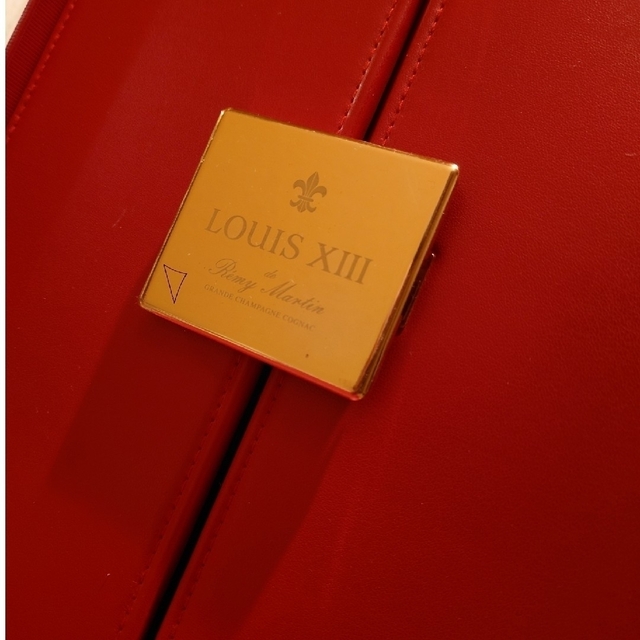 LOUIS XIII
de
Rémy Martin
GRANDE CHAMPAGNE COGNAC